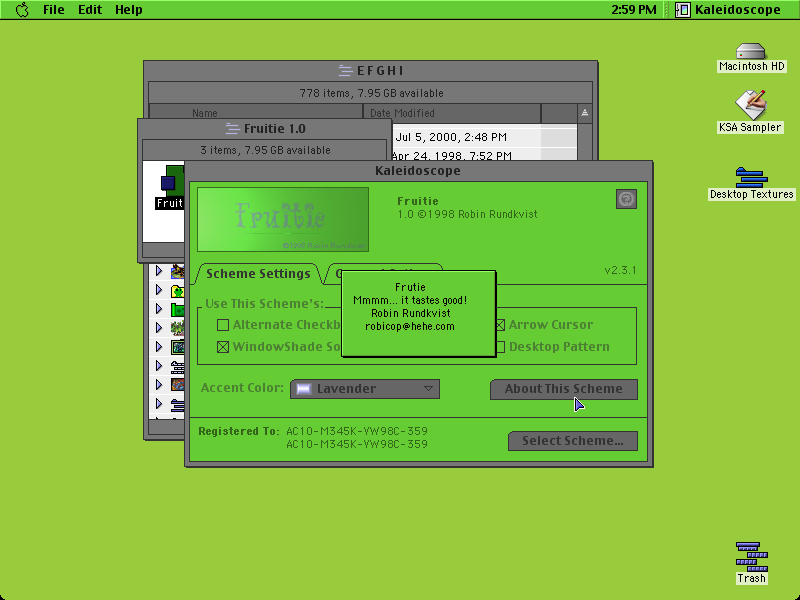 File Edit Help
2:59 PM Kaleidoscope
Macintosh HD
KSA Sampler
Desktop Textures
Trash
EFGHI
778 items, 7.95 GB available
Name Date Modified
Jul 5, 2000, 2:48 PM
Apr 24, 1998, 7:52 PM
Fruitie 1.0
3 items, 7.95 GB available
Fruit
Kaleidoscope
Fruitie
©1998 Robin Rundkvist
Fruitie
1.0 ©1998 Robin Rundkvist
v2.3.1
Scheme Settings
Use This Scheme's:
Alternate Checkb
Arrow Cursor
WindowShade So
Desktop Pattern
Frutie
Mmmm... it tastes good!
Robin Rundkvist
robicop@hehe.com
Accent Color: Lavender
About This Scheme
Registered To: AC10-M345K-YW98C-359
AC10-M345K-YW98C-359
Select Scheme...